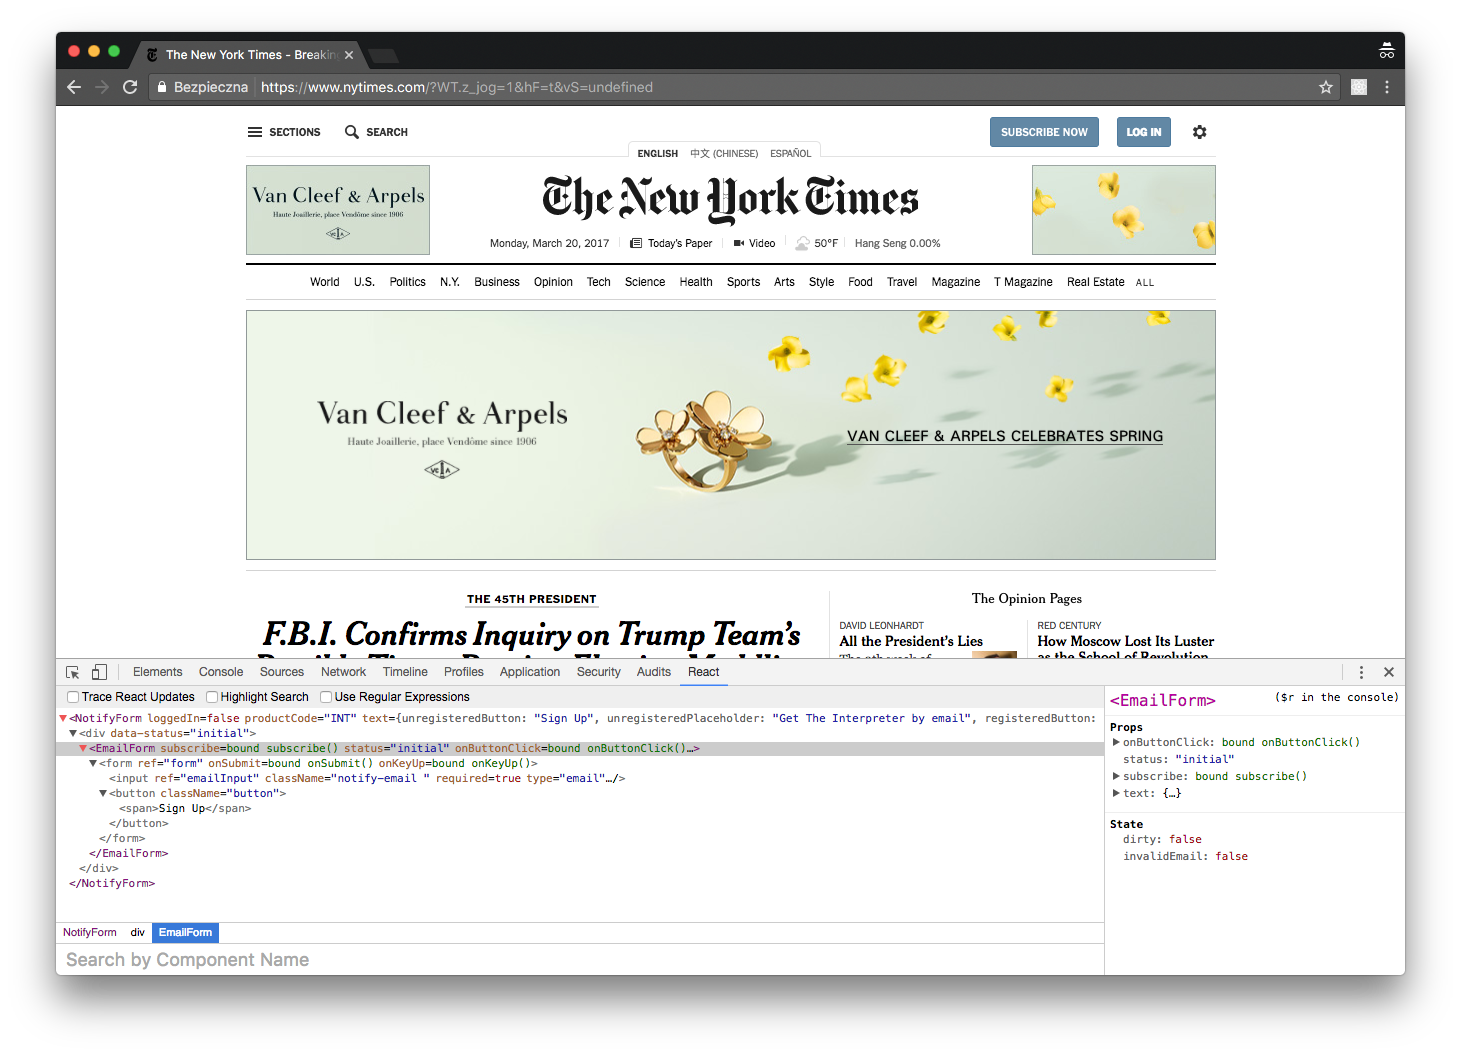 The New York Times - Breakin
Bezpieczna https://www.nytimes.com/?WT.z_jog=1&hF=t&vS=undefined
SECTIONS SEARCH SUBSCRIBE NOW LOG IN
ENGLISH 中文 (CHINESE) ESPAÑOL
Van Cleef & Arpels
Haute Joaillerie, place Vendôme since 1906
VCA
The New York Times
Monday, March 20, 2017 Today's Paper Video 50°F Hang Seng 0.00%
World U.S. Politics N.Y. Business Opinion Tech Science Health Sports Arts Style Food Travel Magazine T Magazine Real Estate ALL
Van Cleef & Arpels
Haute Joaillerie, place Vendôme since 1906
VCA
VAN CLEEF & ARPELS CELEBRATES SPRING
THE 45TH PRESIDENT
F.B.I. Confirms Inquiry on Trump Team's
The Opinion Pages
DAVID LEONHARDT
All the President's Lies
RED CENTURY
How Moscow Lost Its Luster
as the School of Revolution
Elements Console Sources Network Timeline Profiles Application Security Audits React
Trace React Updates Highlight Search Use Regular Expressions
<NotifyForm loggedIn=false productCode="INT" text={unregisteredButton: "Sign Up", unregisteredPlaceholder: "Get The Interpreter by email", registeredButton:
<div data-status="initial">
<EmailForm subscribe=bound subscribe() status="initial" onButtonClick=bound onButtonClick()…>
<form ref="form" onSubmit=bound onSubmit() onKeyUp=bound onKeyUp()>
<input ref="emailInput" className="notify-email " required=true type="email"…/>
<button className="button">
<span>Sign Up</span>
</button>
</form>
</EmailForm>
</div>
</NotifyForm>
NotifyForm div EmailForm
Search by Component Name
<EmailForm> ($r in the console)
Props
onButtonClick: bound onButtonClick()
status: "initial"
subscribe: bound subscribe()
text: {…}
State
dirty: false
invalidEmail: false